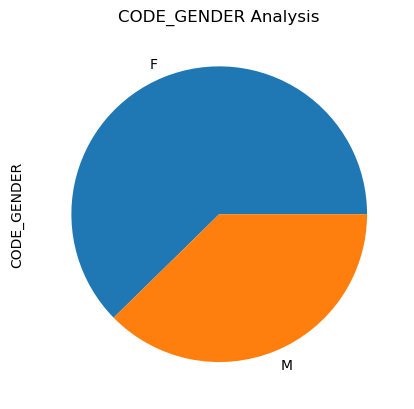 CODE_GENDER Analysis
F
CODE_GENDER
M